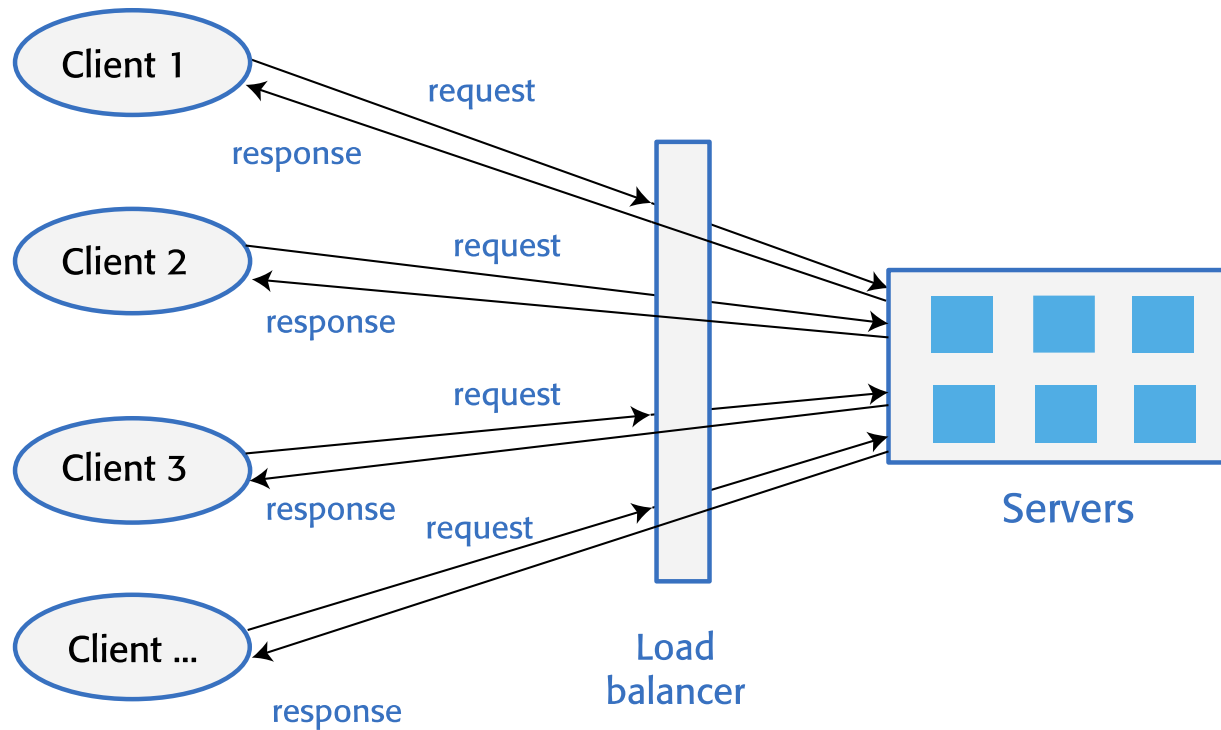 Client 1
request
response
Client 2
request
response
Client 3
request
response
Client ...
request
response
Load
balancer
Servers